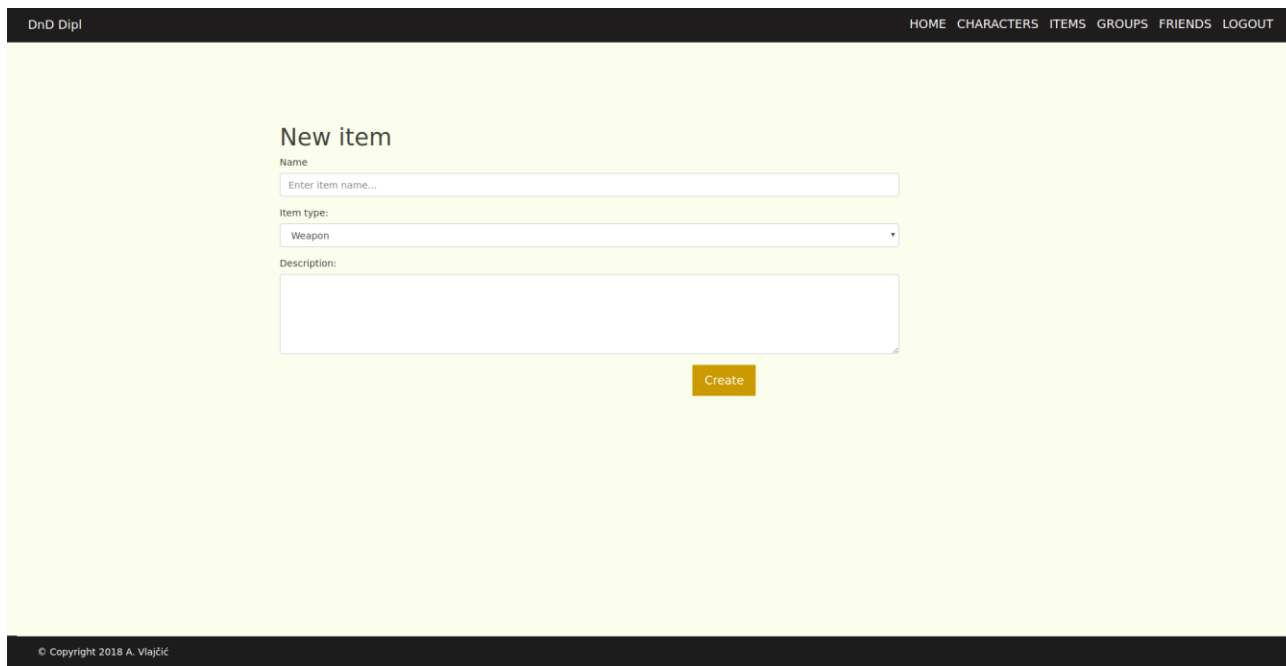 DnD Dipl
HOME CHARACTERS ITEMS GROUPS FRIENDS LOGOUT
New item
Name
Enter item name...
Item type:
Weapon
Description:
Create
© Copyright 2018 A. Vlajčić